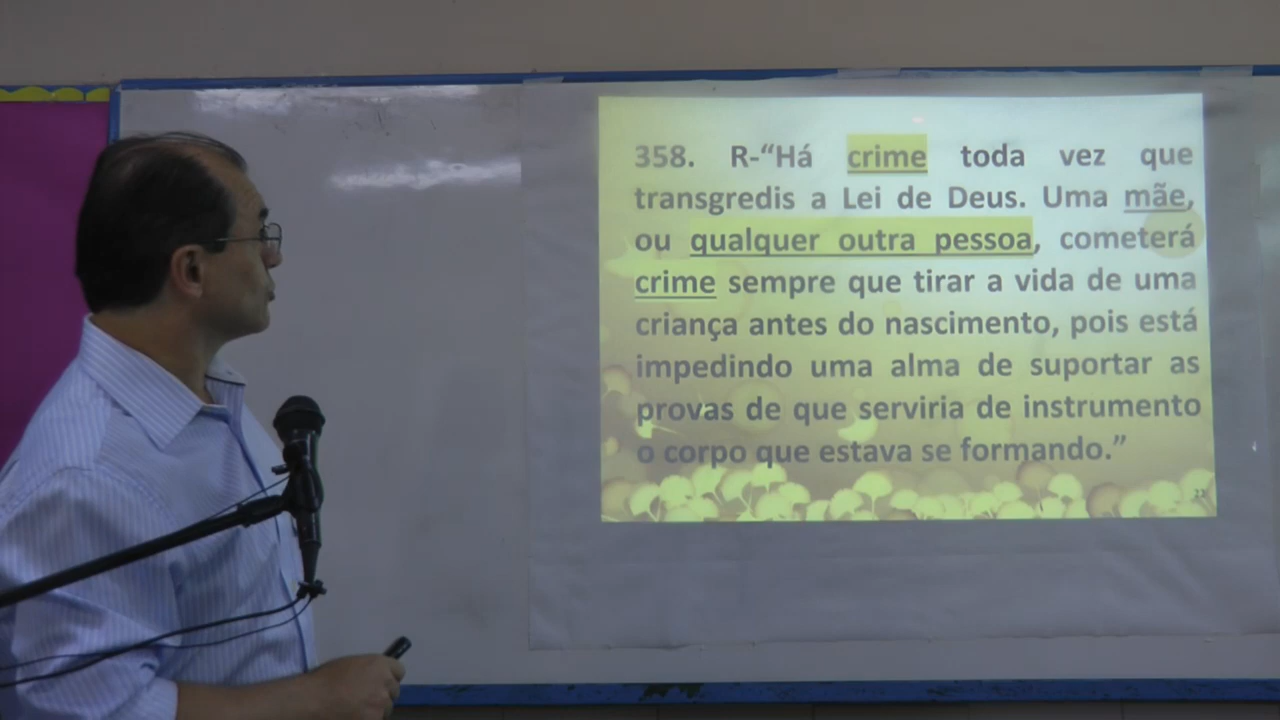 358. R-“Há crime toda vez que
transgredis a Lei de Deus. Uma mãe,
ou qualquer outra pessoa, cometerá
crime sempre que tirar a vida de uma
criança antes do nascimento, pois está
impedindo uma alma de suportar as
provas de que serviria de instrumento
o corpo que estava se formando.”